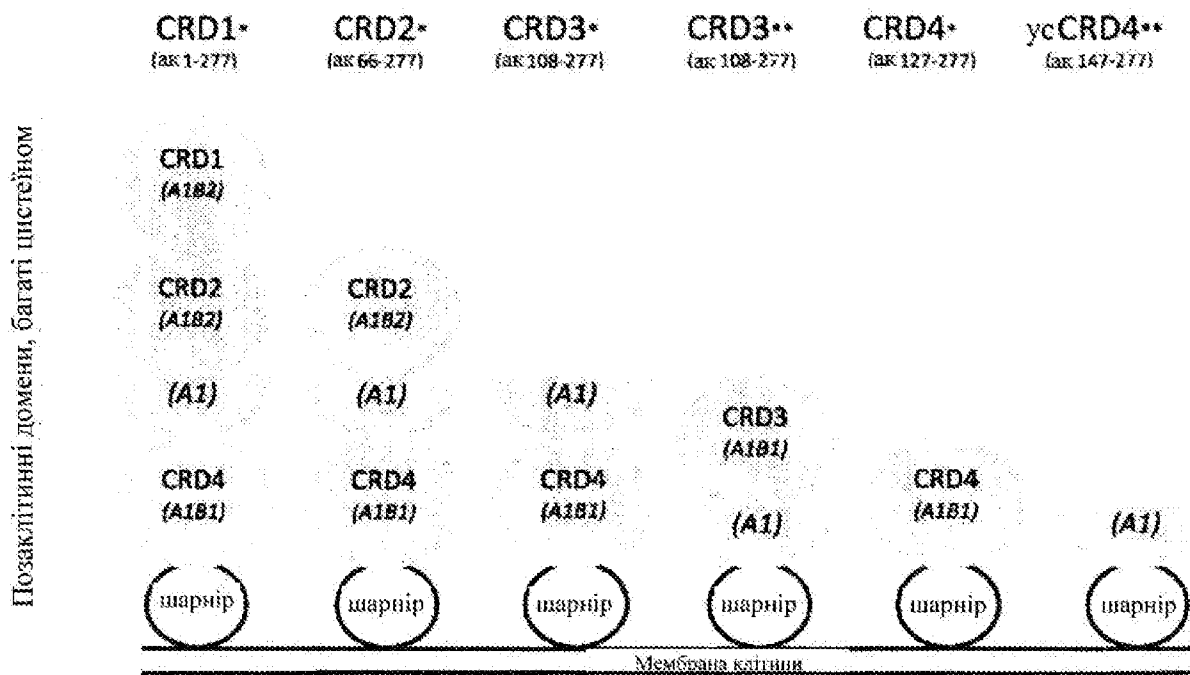 CRD1* CRD2* CRD3* CRD3** CRD4* усCRD4**
(ак 1-277) (ак 66-277) (ак 108-277) (ак 108-277) (ак 127-277) (ак 147-277)
Позаклітинні домени, багаті цистеїном
CRD1
(A1B2)
CRD2 CRD2
(A1B2) (A1B2)
(A1) (A1) (A1) CRD3
(A1B1)
CRD4 CRD4 CRD4 CRD4
(A1B1) (A1B1) (A1B1) (A1) (A1B1) (A1)
шарнір шарнір шарнір шарнір шарнір шарнір
Мембрана клітини